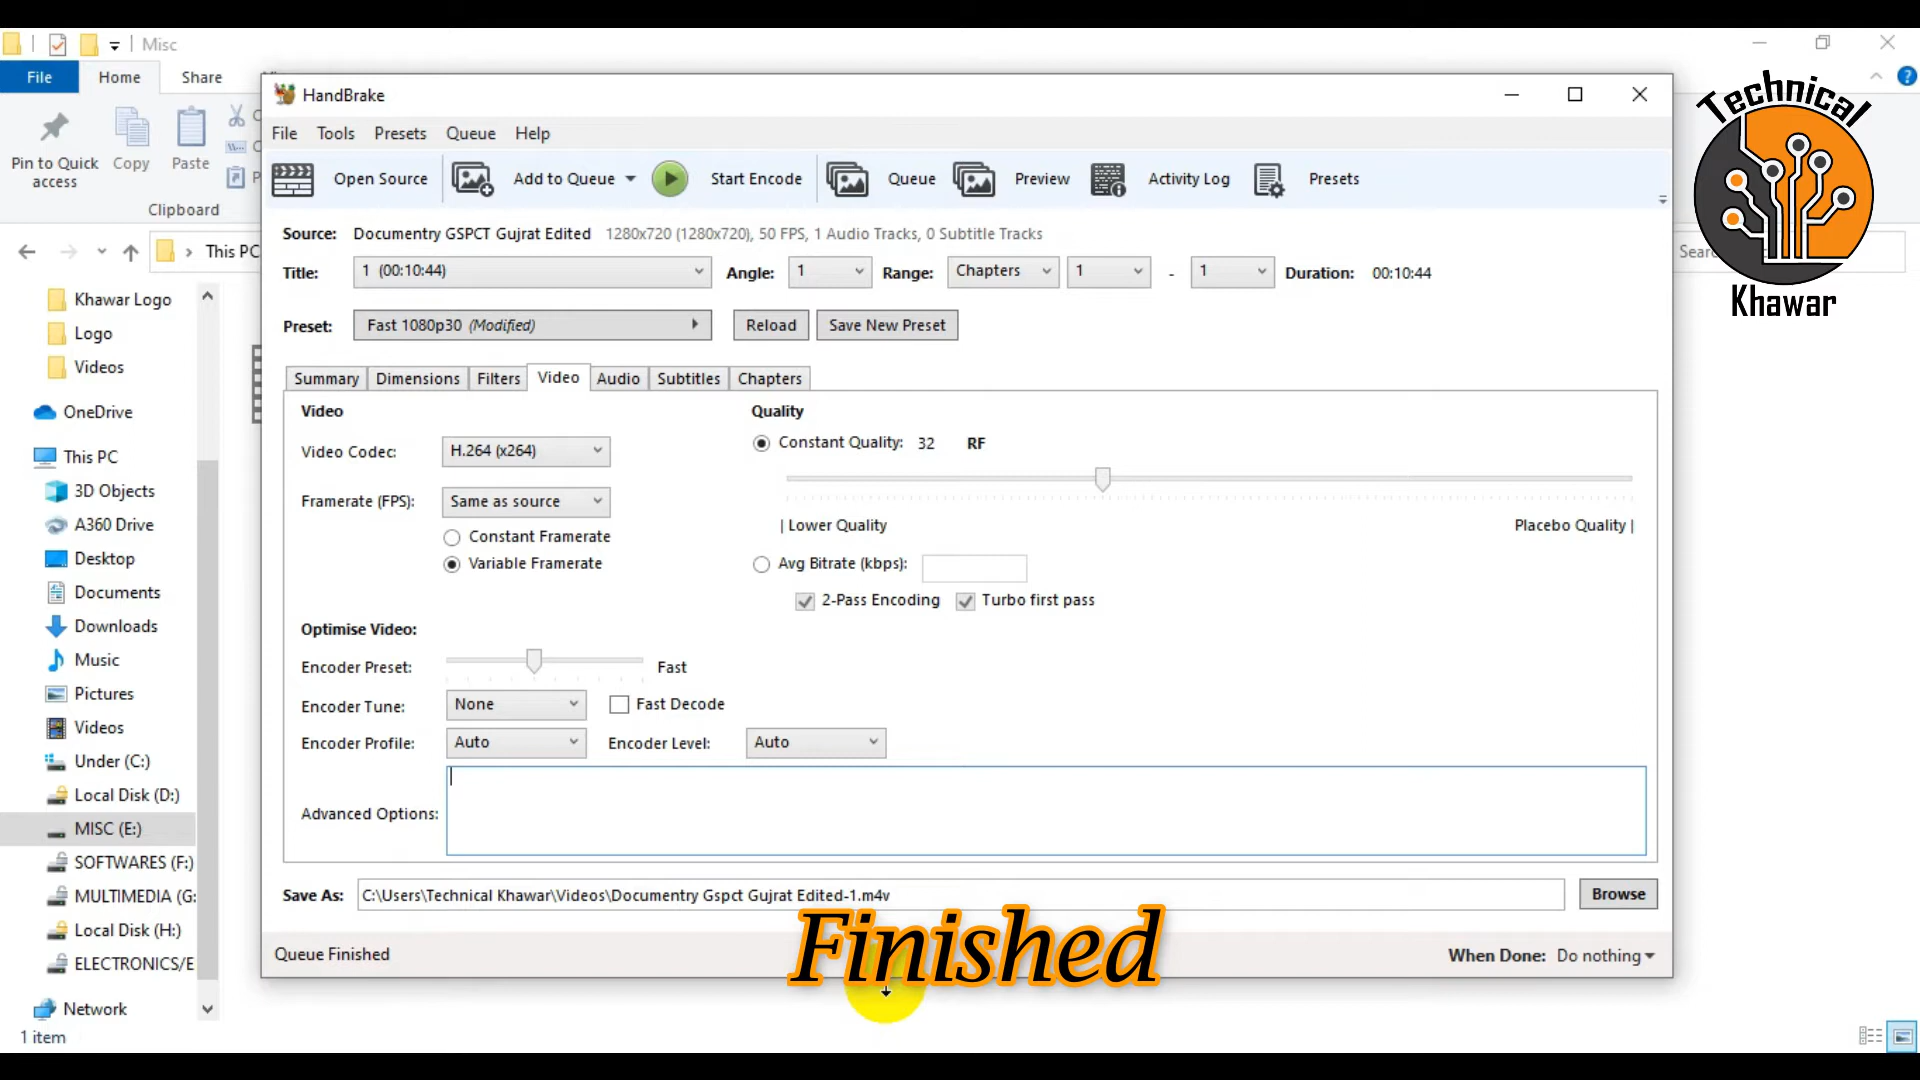 Misc
File Home Share
Pin to Quick access
Copy
Paste
Clipboard
This PC
Khawar Logo
Logo
Videos
OneDrive
This PC
3D Objects
A360 Drive
Desktop
Documents
Downloads
Music
Pictures
Videos
Under (C:)
Local Disk (D:)
MISC (E:)
SOFTWARES (F:)
MULTIMEDIA (G:
Local Disk (H:)
ELECTRONICS/E
Network
1 item
HandBrake
File Tools Presets Queue Help
Open Source Add to Queue Start Encode Queue Preview Activity Log Presets
Source: Documentry GSPCT Gujrat Edited 1280x720 (1280x720), 50 FPS, 1 Audio Tracks, 0 Subtitle Tracks
Title: 1 (00:10:44) Angle: 1 Range: Chapters 1 - 1 Duration: 00:10:44
Preset: Fast 1080p30 (Modified) Reload Save New Preset
Summary Dimensions Filters Video Audio Subtitles Chapters
Video
Video Codec: H.264 (x264)
Framerate (FPS): Same as source
Constant Framerate
Variable Framerate
Quality
Constant Quality: 32 RF
| Lower Quality Placebo Quality |
Avg Bitrate (kbps):
2-Pass Encoding Turbo first pass
Optimise Video:
Encoder Preset: Fast
Encoder Tune: None Fast Decode
Encoder Profile: Auto Encoder Level: Auto
Advanced Options:
Save As: C:\Users\Technical Khawar\Videos\Documentry Gspct Gujrat Edited-1.m4v Browse
Finished
Queue Finished When Done: Do nothing
Technical
Khawar